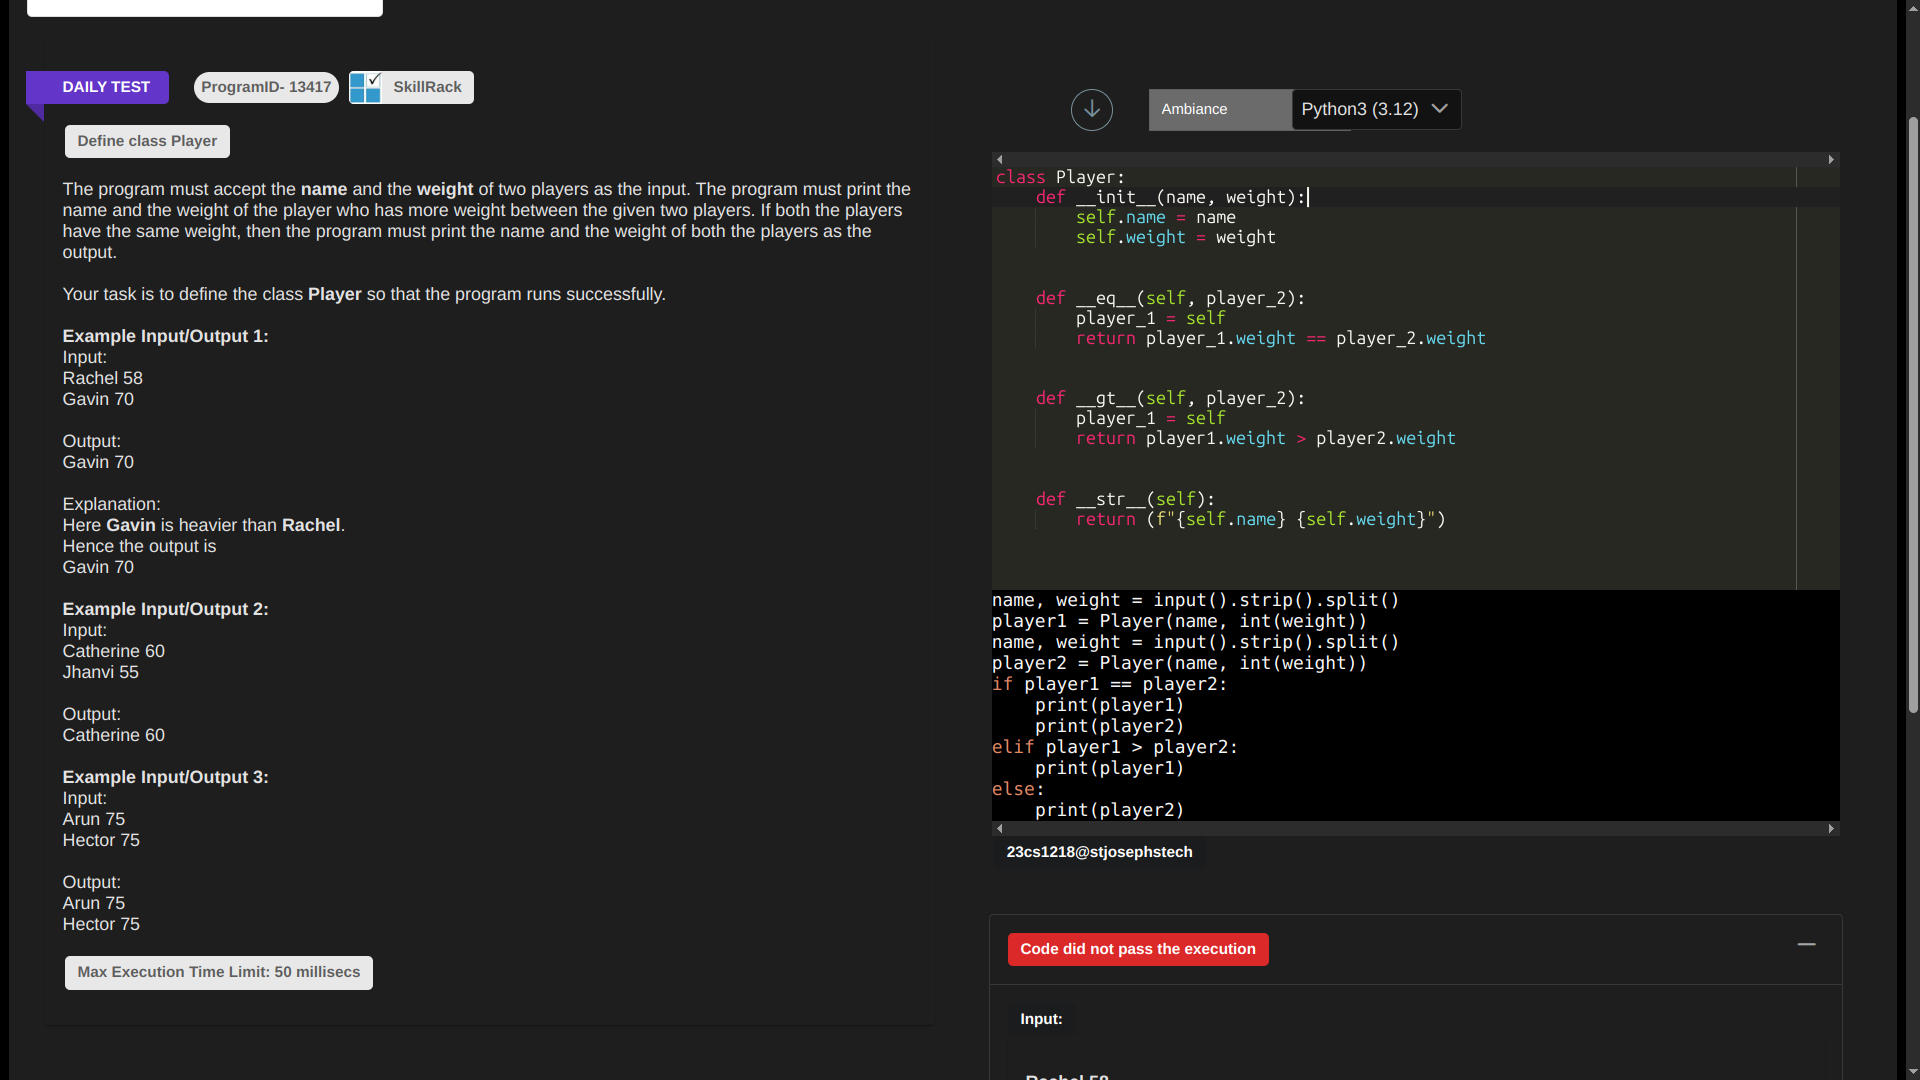 DAILY TEST
ProgramID- 13417
SkillRack
Define class Player
The program must accept the name and the weight of two players as the input. The program must print the
name and the weight of the player who has more weight between the given two players. If both the players
have the same weight, then the program must print the name and the weight of both the players as the
output.
Your task is to define the class Player so that the program runs successfully.
Example Input/Output 1:
Input:
Rachel 58
Gavin 70
Output:
Gavin 70
Explanation:
Here Gavin is heavier than Rachel.
Hence the output is
Gavin 70
Example Input/Output 2:
Input:
Catherine 60
Jhanvi 55
Output:
Catherine 60
Example Input/Output 3:
Input:
Arun 75
Hector 75
Output:
Arun 75
Hector 75
Max Execution Time Limit: 50 millisecs
Ambiance
Python3 (3.12)
class Player:
    def __init__(name, weight):
        self.name = name
        self.weight = weight
    def __eq__(self, player_2):
        player_1 = self
        return player_1.weight == player_2.weight
    def __gt__(self, player_2):
        player_1 = self
        return player1.weight > player2.weight
    def __str__(self):
        return (f"{self.name} {self.weight}")
name, weight = input().strip().split()
player1 = Player(name, int(weight))
name, weight = input().strip().split()
player2 = Player(name, int(weight))
if player1 == player2:
    print(player1)
    print(player2)
elif player1 > player2:
    print(player1)
else:
    print(player2)
23cs1218@stjosephstech
Code did not pass the execution
Input:
Rachel 58